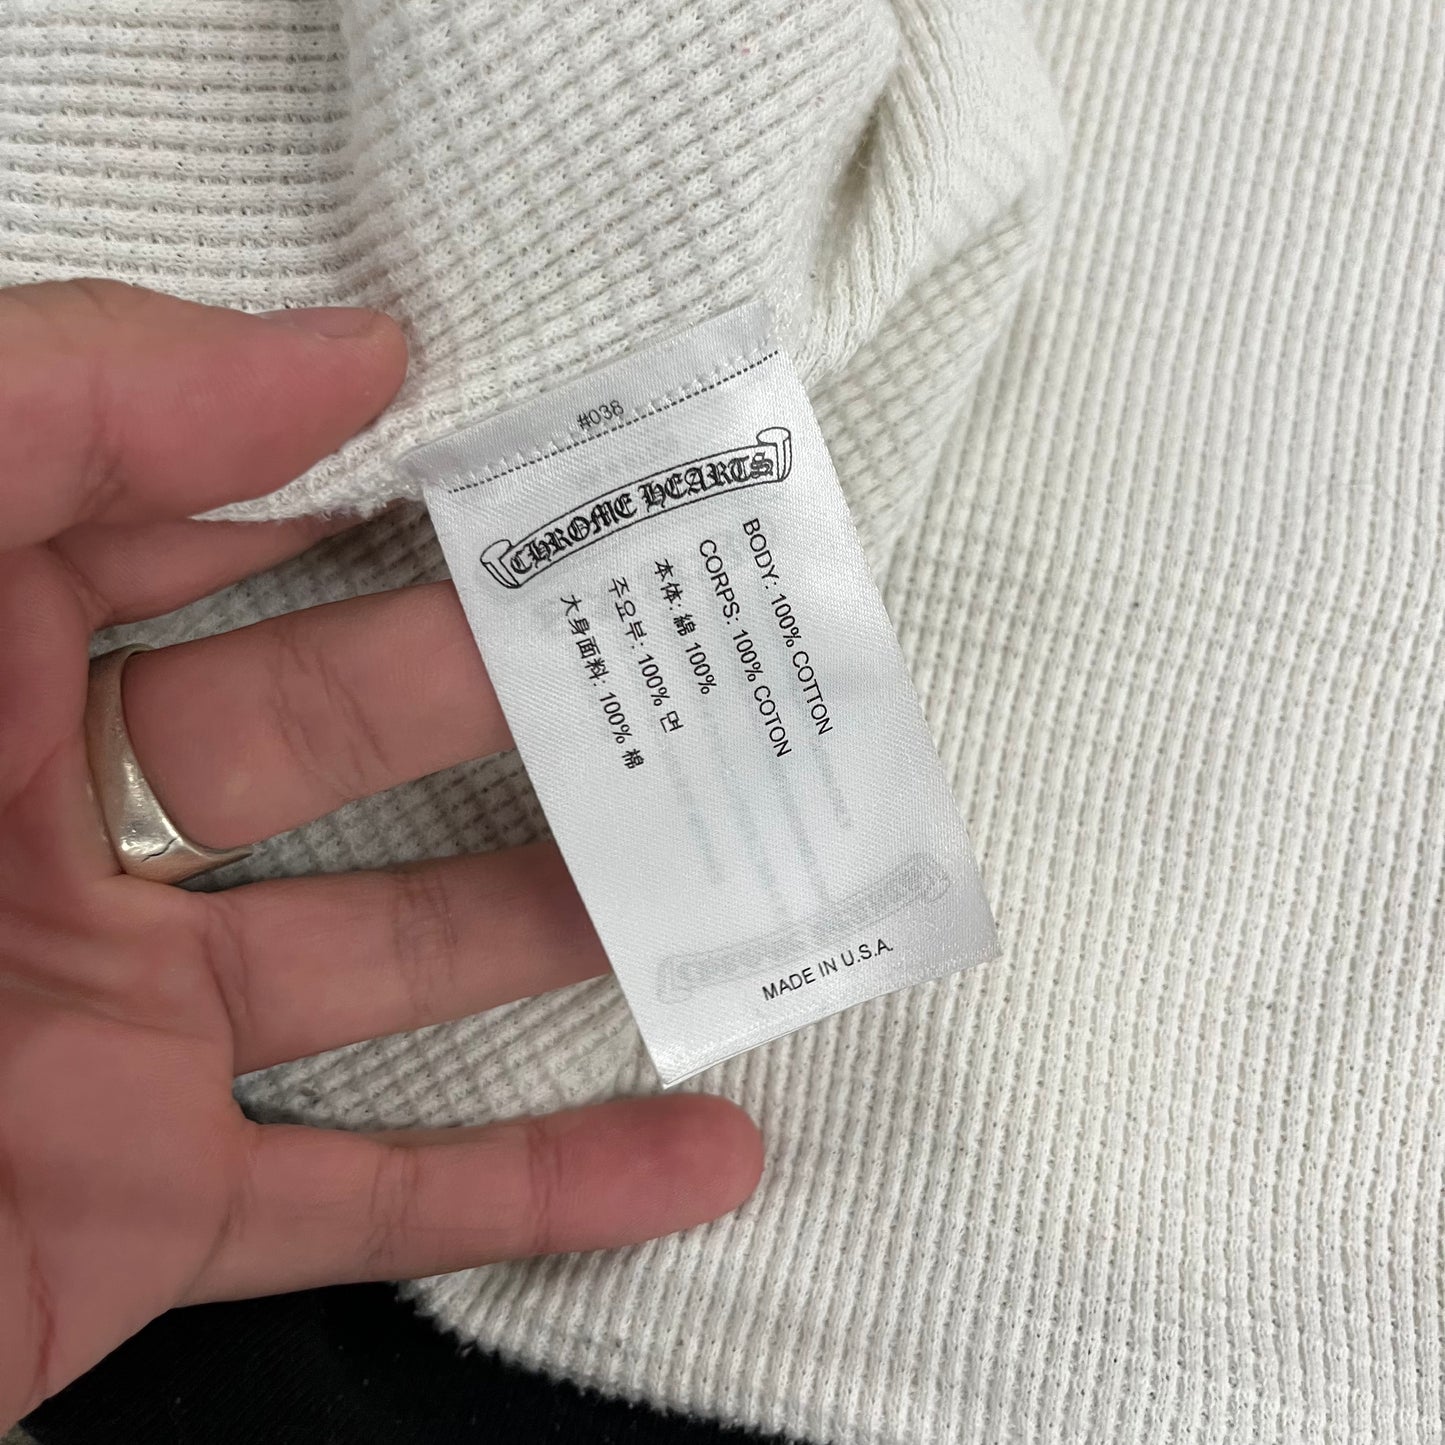 #038
CHROME HEARTS
BODY: 100% COTTON
CORPS: 100% COTON
本体: 綿 100%
주요부: 100% 면
大身面料: 100% 棉
MADE IN U.S.A.